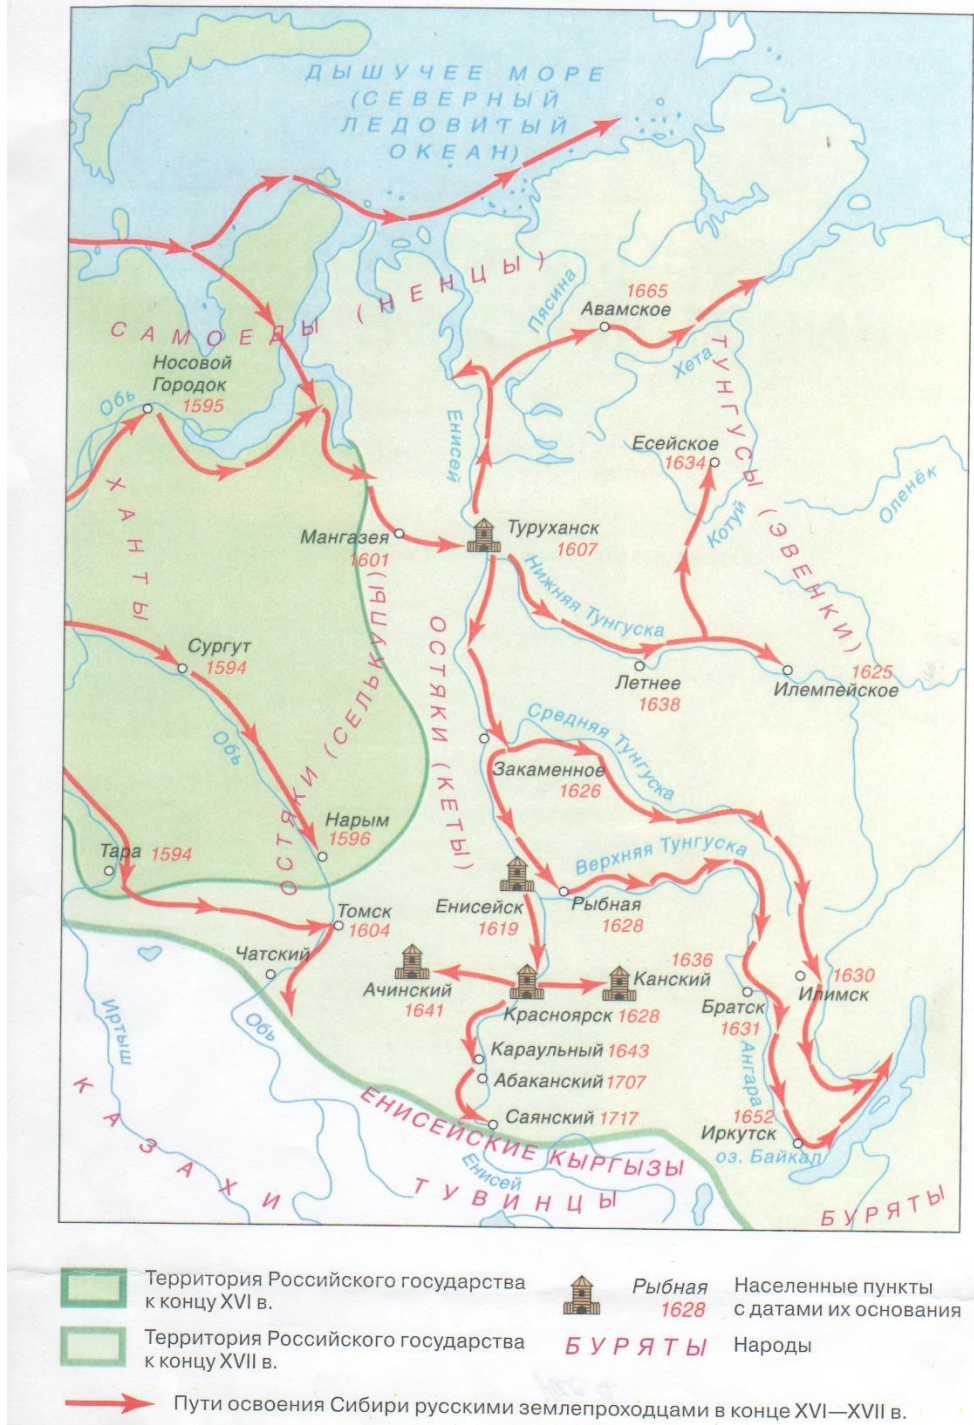 ДЫШУЧЕЕ МОРЕ
(СЕВЕРНЫЙ
ЛЕДОВИТЫЙ
ОКЕАН)
САМОЕДЫ (НЕНЦЫ)
Пясина
1665
Авамское
Хета
Носовой
Городок
1595
Обь
Енисей
ТУНГУСЫ (ЭВЕНКИ)
Есейское
1634
Котуй
Оленёк
ХАНТЫ
Мангазея
1601
Туруханск
1607
Нижняя Тунгуска
ОСТЯКИ (СЕЛЬКУПЫ)
ОСТЯКИ (КЕТЫ)
Сургут
1594
Летнее
1638
1625
Илемпейское
Обь
Средняя Тунгуска
Закаменное
1626
Нарым
1596
Тара 1594
Верхняя Тунгуска
Енисейск
1619
Рыбная
1628
Томск
1604
Чатский
Ачинский
1641
1636
Канский
Красноярск 1628
Братск
1631
1630
Илимск
Иртыш
Обь
Караульный 1643
Абаканский 1707
Саянский 1717
Ангара
1652
Иркутск
оз. Байкал
КАЗАХИ
ЕНИСЕЙСКИЕ КЫРГЫЗЫ
Енисей
ТУВИНЦЫ
БУРЯТЫ
Территория Российского государства
к концу XVI в.
Территория Российского государства
к концу XVII в.
Рыбная
1628
Населенные пункты
с датами их основания
БУРЯТЫ
Народы
Пути освоения Сибири русскими землепроходцами в конце XVI—XVII в.